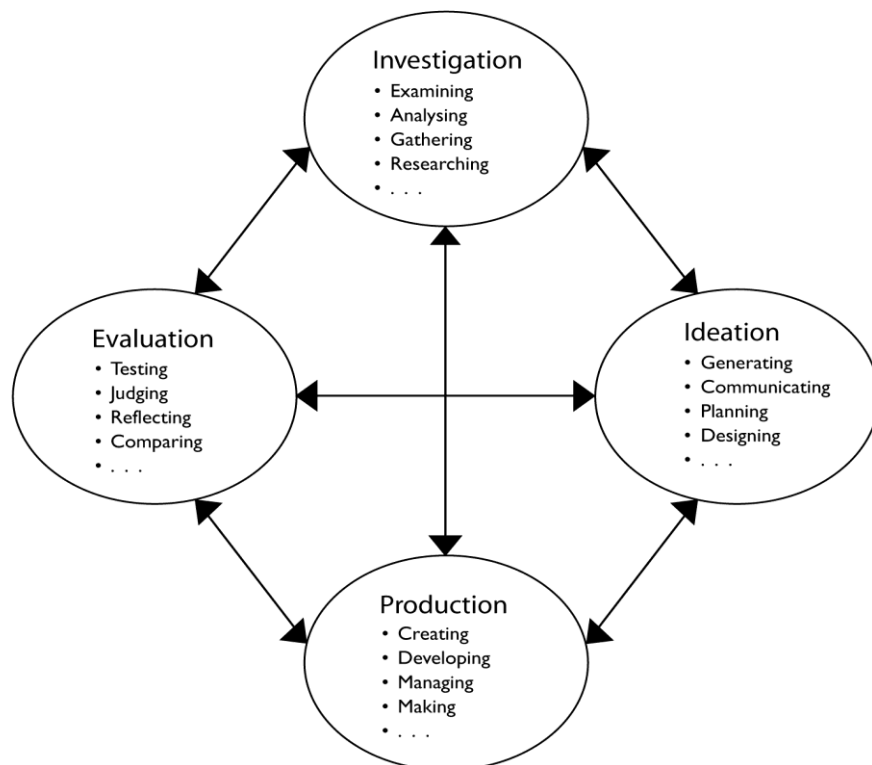 Investigation
• Examining
• Analysing
• Gathering
• Researching
• . . .
Evaluation
• Testing
• Judging
• Reflecting
• Comparing
• . . .
Ideation
• Generating
• Communicating
• Planning
• Designing
• . . .
Production
• Creating
• Developing
• Managing
• Making
• . . .